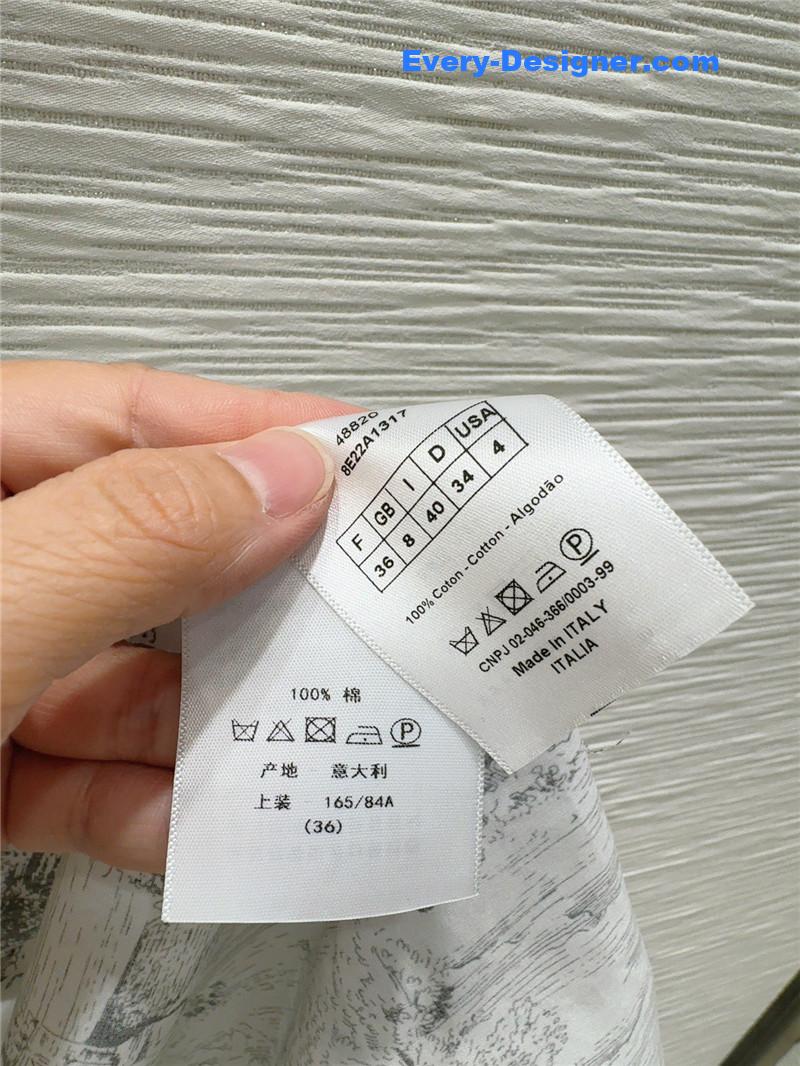 Every-Designer.com
48820
8E22A1317
F GB I D USA
36 8 40 34 4
100% Coton - Cotton - Algodão
CNPJ 02-046-366/0003-99
Made in ITALY
ITALIA
100% 棉
产地 意大利
上装 165/84A
(36)